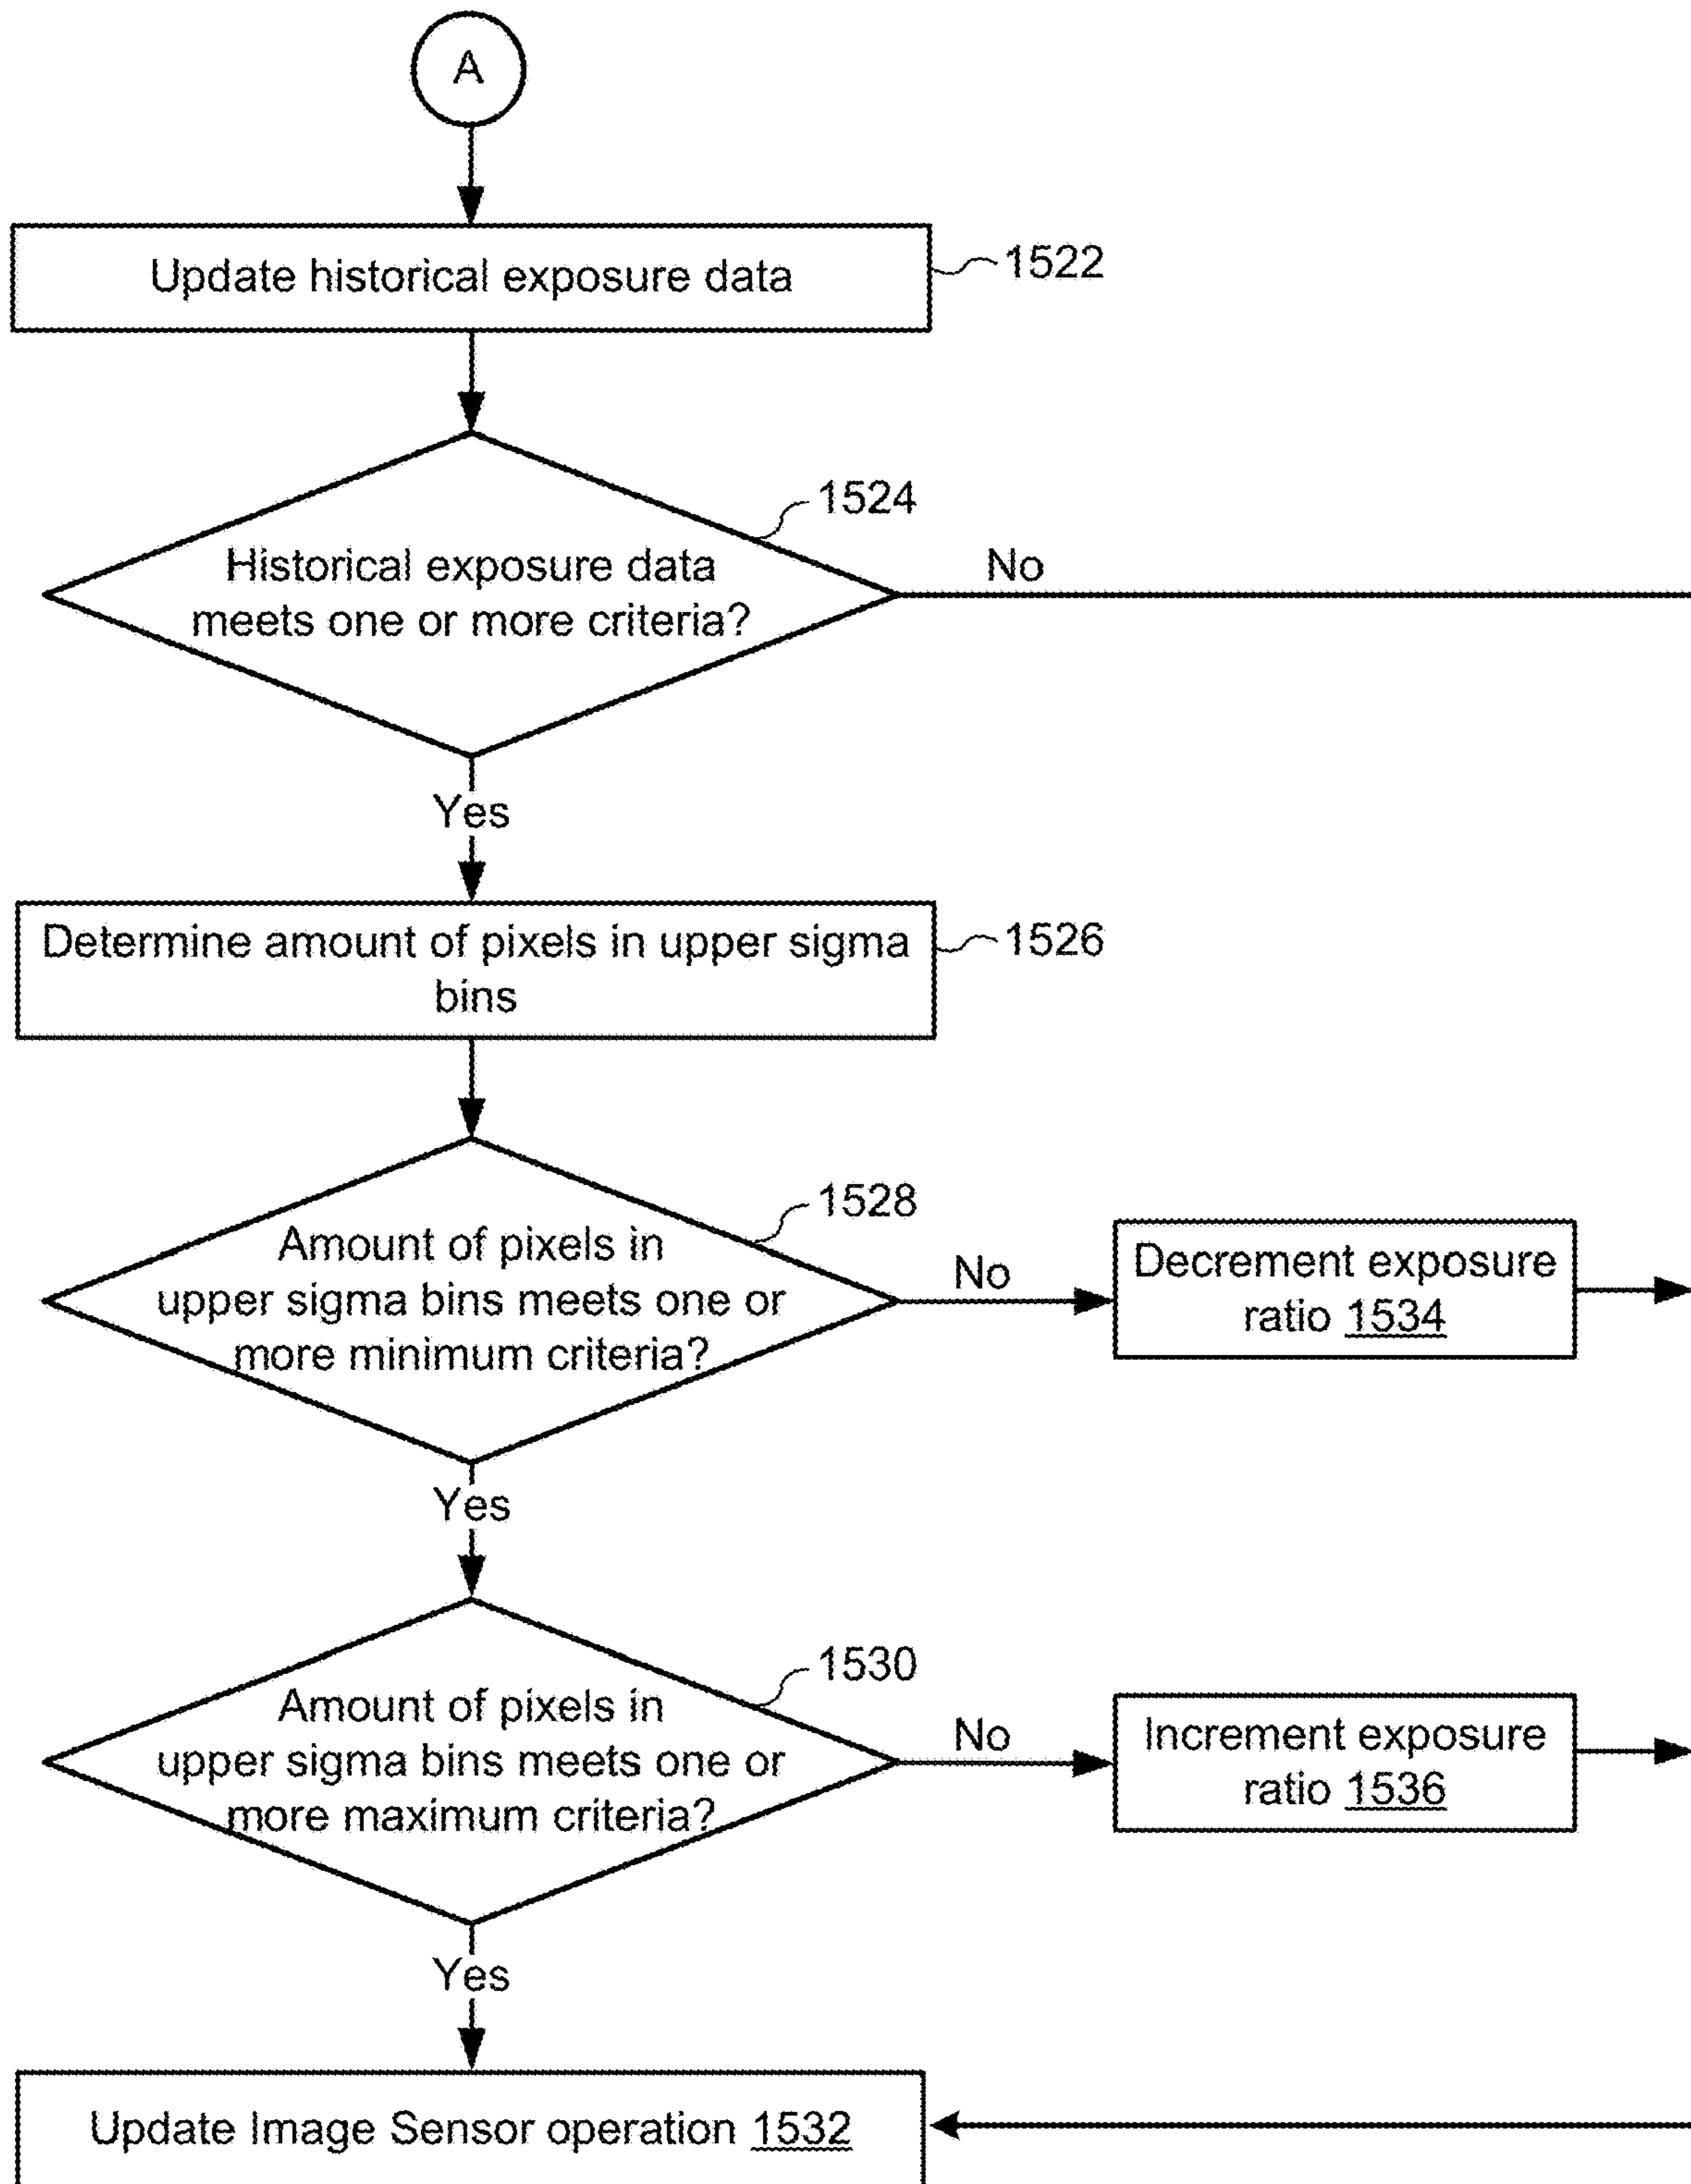 A
Update historical exposure data
1522
1524
Historical exposure data
meets one or more criteria?
No
Yes
Determine amount of pixels in upper sigma
bins
1526
1528
Amount of pixels in
upper sigma bins meets one or
more minimum criteria?
No
Decrement exposure
ratio 1534
Yes
1530
Amount of pixels in
upper sigma bins meets one or
more maximum criteria?
No
Increment exposure
ratio 1536
Yes
Update Image Sensor operation 1532